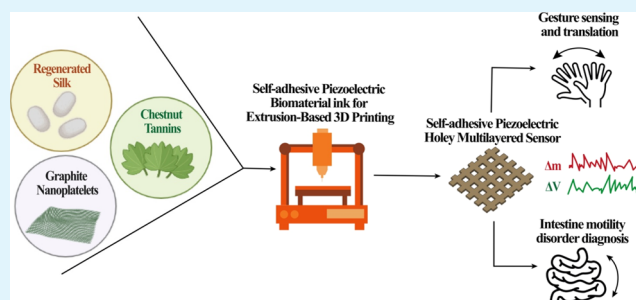 Regenerated
Silk
Chestnut
Tannins
Graphite
Nanoplatelets
Self-adhesive Piezoelectric
Biomaterial ink for
Extrusion-Based 3D Printing
Self-adhesive Piezoelectric
Holey Multilayered Sensor
Gesture sensing
and translation
Δm
ΔV
Intestine motility
disorder diagnosis